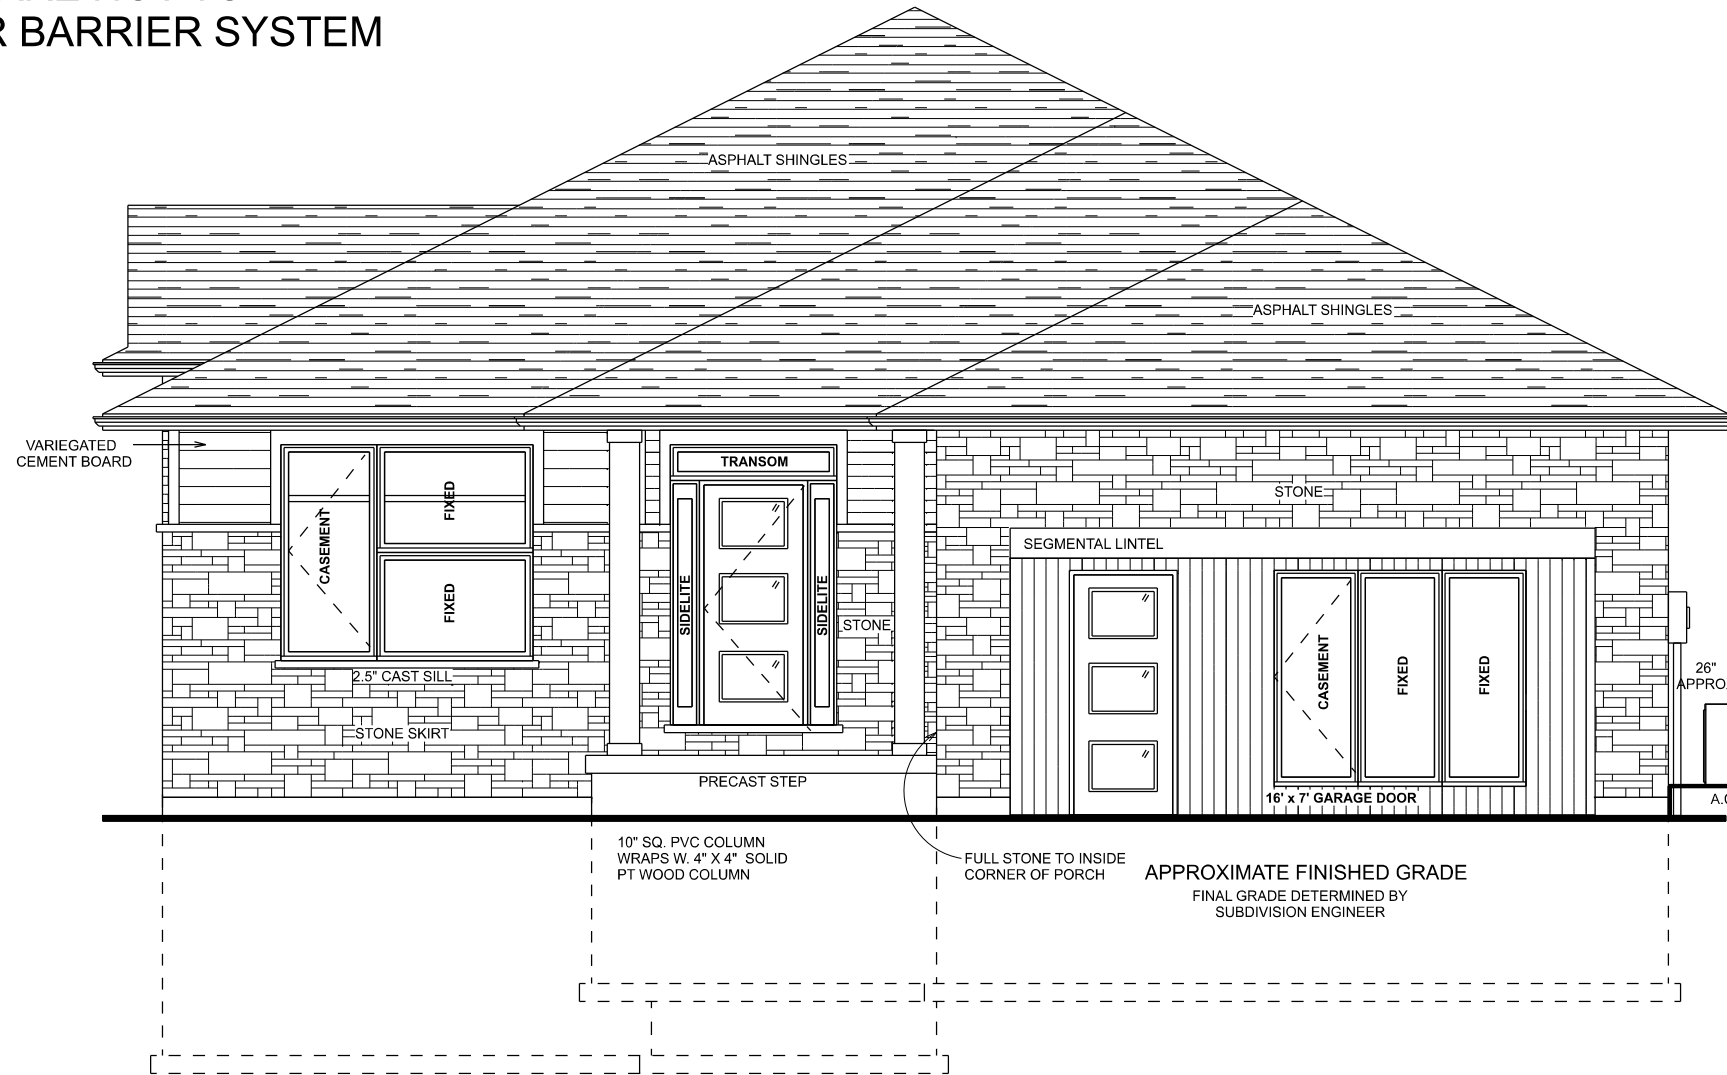 R BARRIER SYSTEM
ASPHALT SHINGLES
ASPHALT SHINGLES
VARIEGATED
CEMENT BOARD
TRANSOM
CASEMENT
FIXED
FIXED
SIDELITE
SIDELITE
STONE
STONE
SEGMENTAL LINTEL
2.5" CAST SILL
STONE SKIRT
PRECAST STEP
CASEMENT
FIXED
FIXED
16' x 7' GARAGE DOOR
26"
A.C
10" SQ. PVC COLUMN
WRAPS W. 4" X 4" SOLID
PT WOOD COLUMN
FULL STONE TO INSIDE
CORNER OF PORCH
APPROXIMATE FINISHED GRADE
FINAL GRADE DETERMINED BY
SUBDIVISION ENGINEER